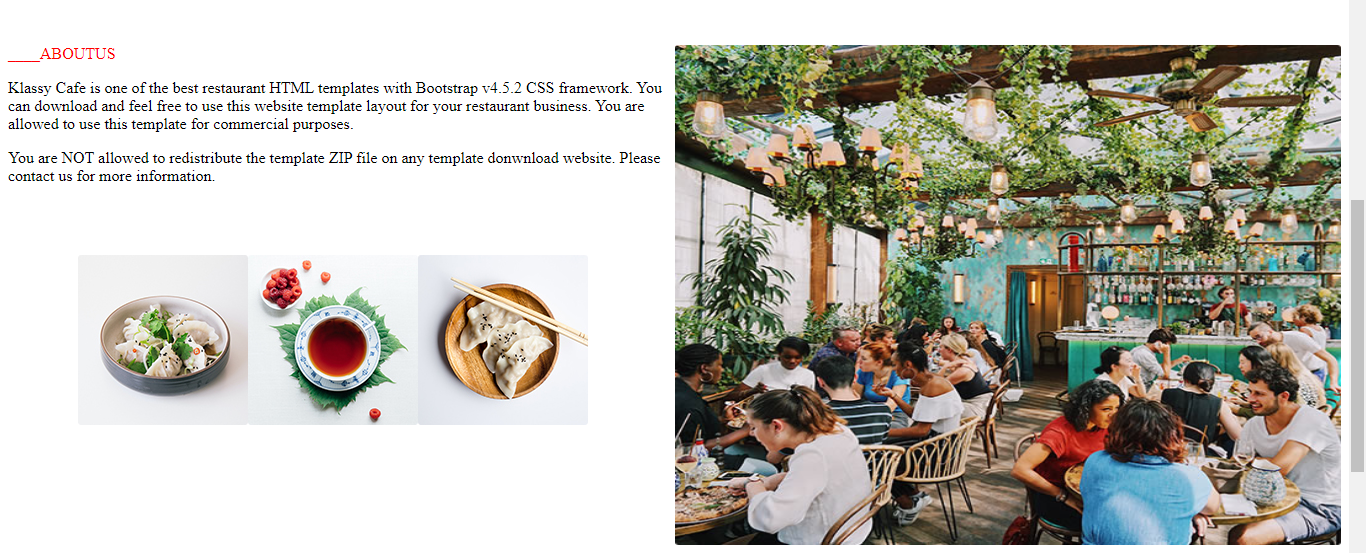 ____ABOUTUS
Klassy Cafe is one of the best restaurant HTML templates with Bootstrap v4.5.2 CSS framework. You
can download and feel free to use this website template layout for your restaurant business. You are
allowed to use this template for commercial purposes.
You are NOT allowed to redistribute the template ZIP file on any template donwnload website. Please
contact us for more information.